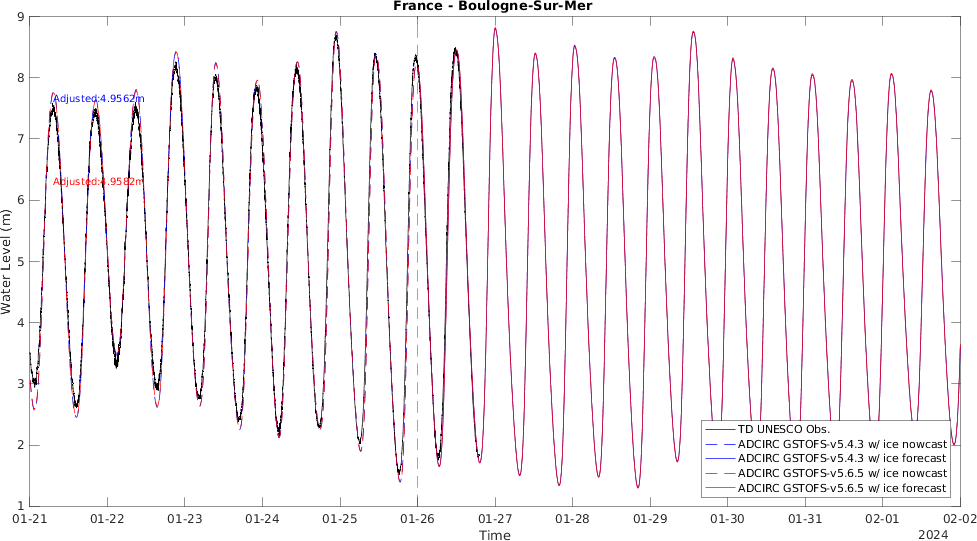 France - Boulogne-Sur-Mer
9
8
7
6
5
4
3
2
1
Water Level (m)
Adjusted:4.9562m
Adjusted:4.9582m
TD UNESCO Obs.
ADCIRC GSTOFS-v5.4.3 w/ ice nowcast
ADCIRC GSTOFS-v5.4.3 w/ ice forecast
ADCIRC GSTOFS-v5.6.5 w/ ice nowcast
ADCIRC GSTOFS-v5.6.5 w/ ice forecast
01-21 01-22 01-23 01-24 01-25 01-26 01-27 01-28 01-29 01-30 01-31 02-01 02-02
Time
2024